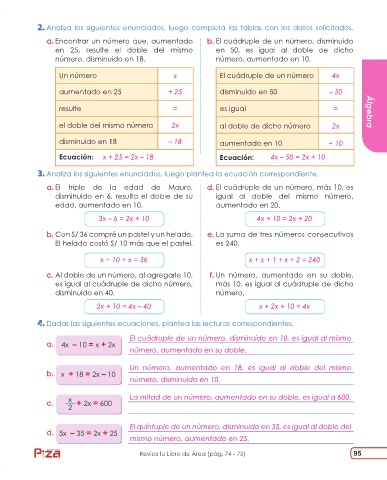 2. Analiza los siguientes enunciados, luego completa las tablas con los datos solicitados.
a. Encontrar un número que, aumentado
en 25, resulte el doble del mismo
número, disminuido en 18.
Un número x
aumentado en 25 + 25
resulte =
el doble del mismo número 2x
disminuido en 18 – 18
Ecuación: x + 25 = 2x – 18
b. El cuádruple de un número, disminuido
en 50, es igual al doble de dicho
número, aumentado en 10.
El cuádruple de un número 4x
disminuido en 50 – 50
es igual =
al doble de dicho número 2x
aumentado en 10 + 10
Ecuación: 4x – 50 = 2x + 10
Álgebra
3. Analiza los siguientes enunciados, luego plantea la ecuación correspondiente.
a. El triple de la edad de Mauro,
disminuido en 6, resulta el doble de su
edad, aumentado en 10.
3x – 6 = 2x + 10
b. Con S/ 36 compré un pastel y un helado.
El helado costó S/ 10 más que el pastel.
x + 10 + x = 36
c. Al doble de un número, al agregarle 10,
es igual al cuádruple de dicho número,
disminuido en 40.
2x + 10 = 4x – 40
d. El cuádruple de un número, más 10, es
igual al doble del mismo número,
aumentado en 20.
4x + 10 = 2x + 20
e. La suma de tres números consecutivos
es 240.
x + x + 1 + x + 2 = 240
f. Un número, aumentado en su doble,
más 10, es igual al cuádruple de dicho
número.
x + 2x + 10 = 4x
4. Dadas las siguientes ecuaciones, plantea las lecturas correspondientes.
a. 4x – 10 = x + 2x
El cuádruple de un número, disminuido en 10, es igual al mismo
número, aumentado en su doble.
b. x + 18 = 2x – 10
Un número, aumentado en 18, es igual al doble del mismo
número, disminuido en 10.
c. x/2 + 2x = 600
La mitad de un número, aumentado en su doble, es igual a 600.
d. 5x – 35 = 2x + 25
El quíntuple de un número, disminuido en 35, es igual al doble del
mismo número, aumentado en 25.
Revisa tu Libro de Área (pág. 74 - 75)
95